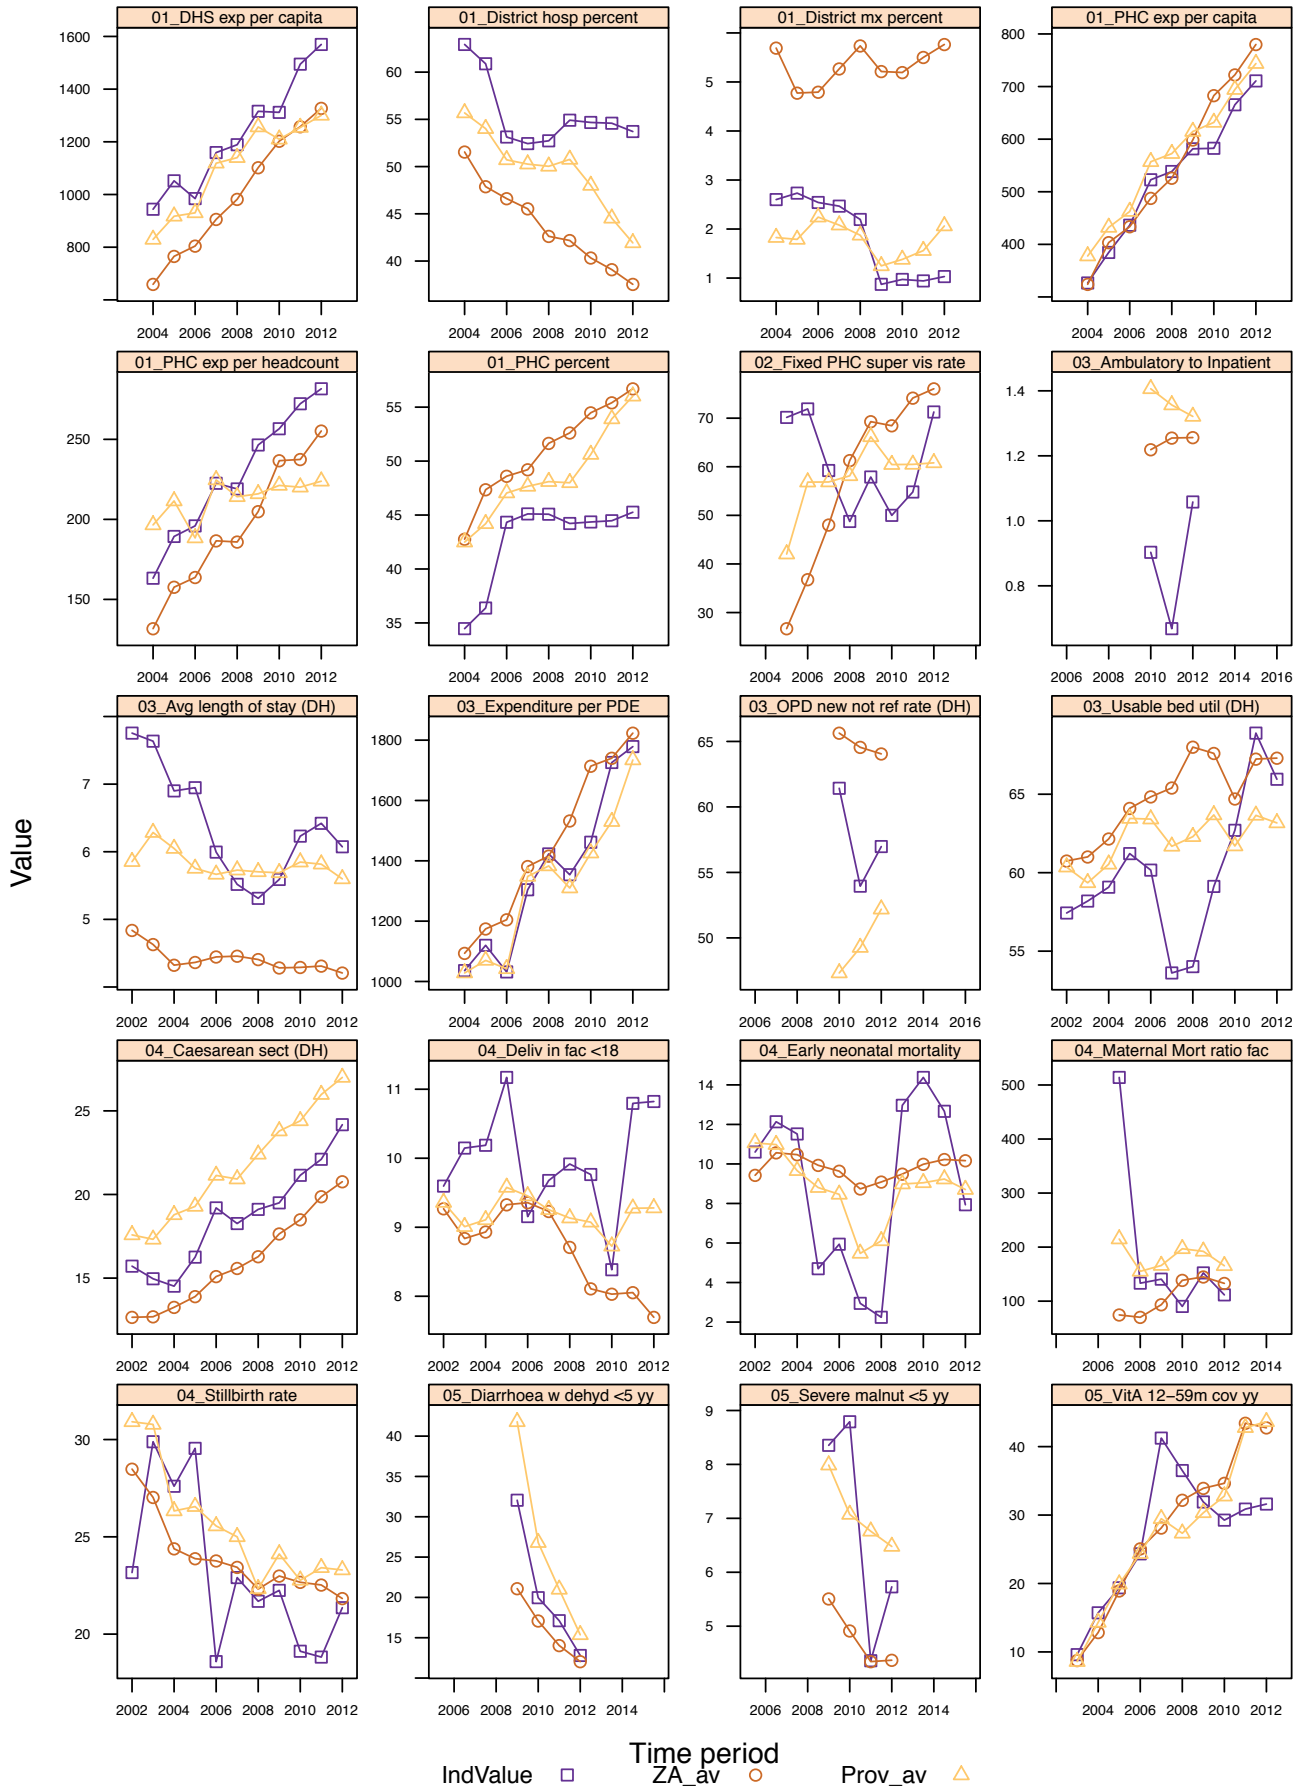 01_DHS exp per capita
01_District hosp percent
01_District mx percent
01_PHC exp per capita
1600
1400
1200
1000
800
60
55
50
45
40
5
4
3
2
1
800
700
600
500
400
2004 2006 2008 2010 2012
2004 2006 2008 2010 2012
2004 2006 2008 2010 2012
2004 2006 2008 2010 2012
01_PHC exp per headcount
01_PHC percent
02_Fixed PHC super vis rate
03_Ambulatory to Inpatient
250
200
150
55
50
45
40
35
70
60
50
40
30
1.4
1.2
1.0
0.8
2004 2006 2008 2010 2012
2004 2006 2008 2010 2012
2004 2006 2008 2010 2012
2006 2008 2010 2012 2014 2016
03_Avg length of stay (DH)
03_Expenditure per PDE
03_OPD new not ref rate (DH)
03_Usable bed util (DH)
7
6
5
1800
1600
1400
1200
1000
65
60
55
50
65
60
55
2002 2004 2006 2008 2010 2012
2004 2006 2008 2010 2012
2006 2008 2010 2012 2014 2016
2002 2004 2006 2008 2010 2012
04_Caesarean sect (DH)
04_Deliv in fac <18
04_Early neonatal mortality
04_Maternal Mort ratio fac
25
20
15
11
10
9
8
14
12
10
8
6
4
2
500
400
300
200
100
2002 2004 2006 2008 2010 2012
2002 2004 2006 2008 2010 2012
2002 2004 2006 2008 2010 2012
2006 2008 2010 2012 2014
04_Stillbirth rate
05_Diarrhoea w dehyd <5 yy
05_Severe malnut <5 yy
05_VitA 12−59m cov yy
30
25
20
40
35
30
25
20
15
9
8
7
6
5
40
30
20
10
2002 2004 2006 2008 2010 2012
2006 2008 2010 2012 2014
2006 2008 2010 2012 2014
2004 2006 2008 2010 2012
Value
Time period
IndValue ZA_av Prov_av